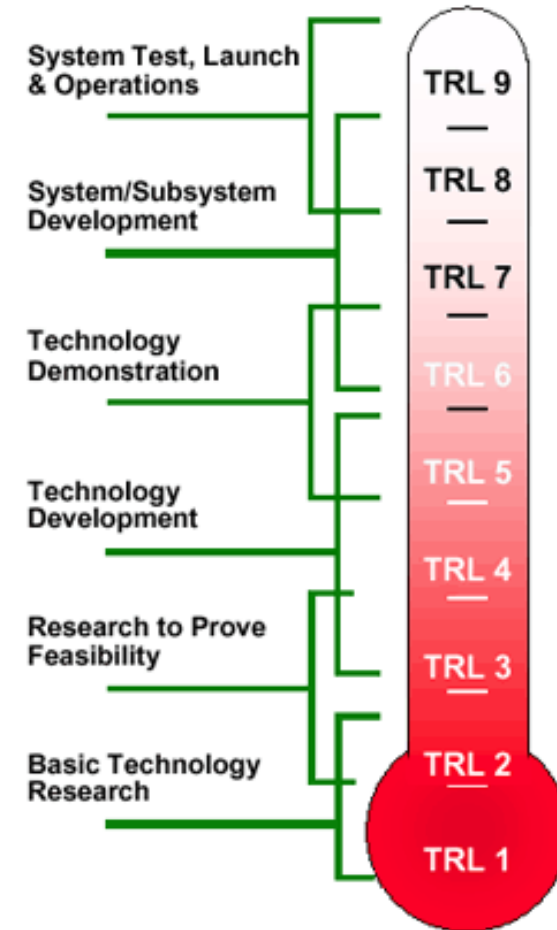 System Test, Launch
& Operations
System/Subsystem
Development
Technology
Demonstration
Technology
Development
Research to Prove
Feasibility
Basic Technology
Research
TRL 9
TRL 8
TRL 7
TRL 6
TRL 5
TRL 4
TRL 3
TRL 2
TRL 1